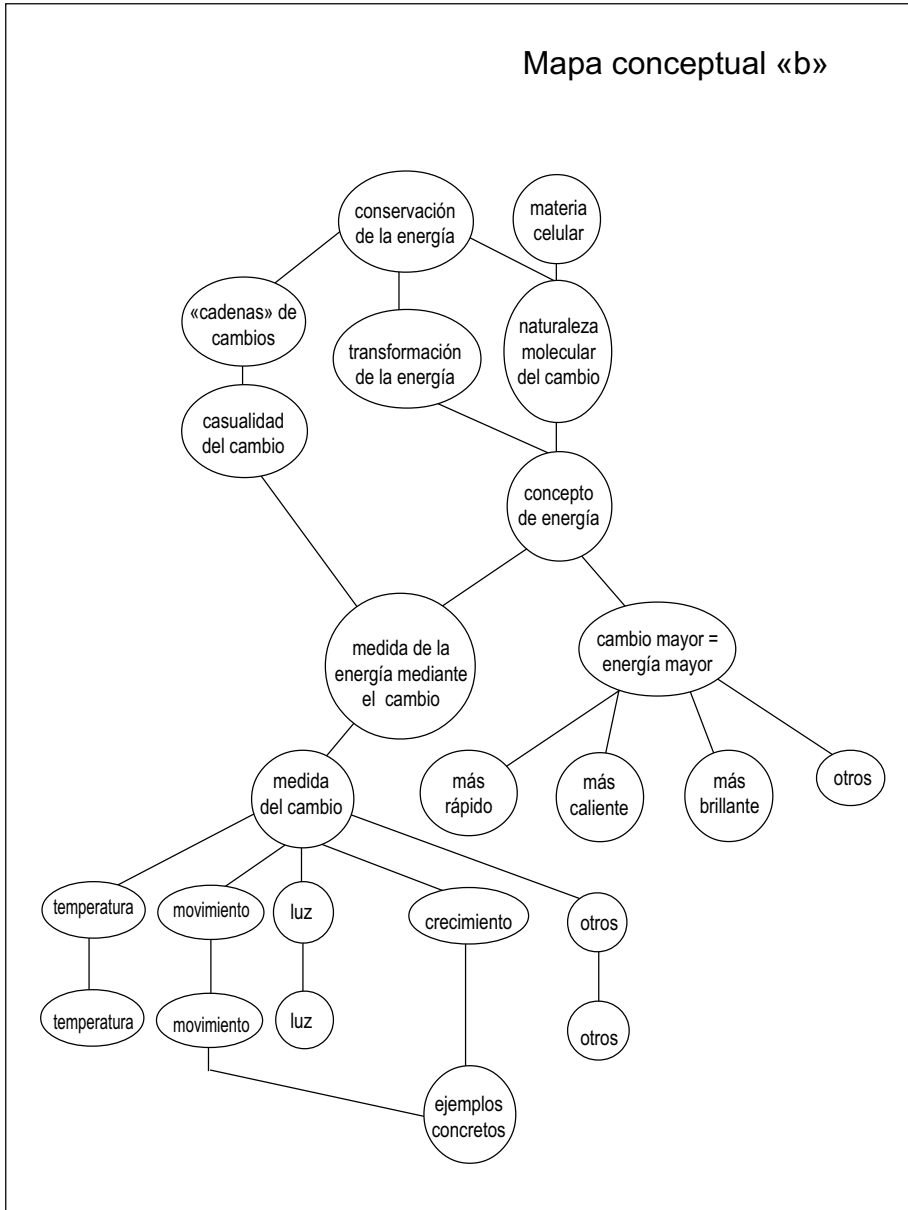 Mapa conceptual «b»
conservación
de la energía
materia
celular
«cadenas» de
cambios
transformación
de la energía
naturaleza
molecular
del cambio
casualidad
del cambio
concepto
de energía
medida de la
energía mediante
el cambio
cambio mayor =
energía mayor
medida
del cambio
más
rápido
más
caliente
más
brillante
otros
temperatura
movimiento
luz
crecimiento
otros
temperatura
movimiento
luz
otros
ejemplos
concretos